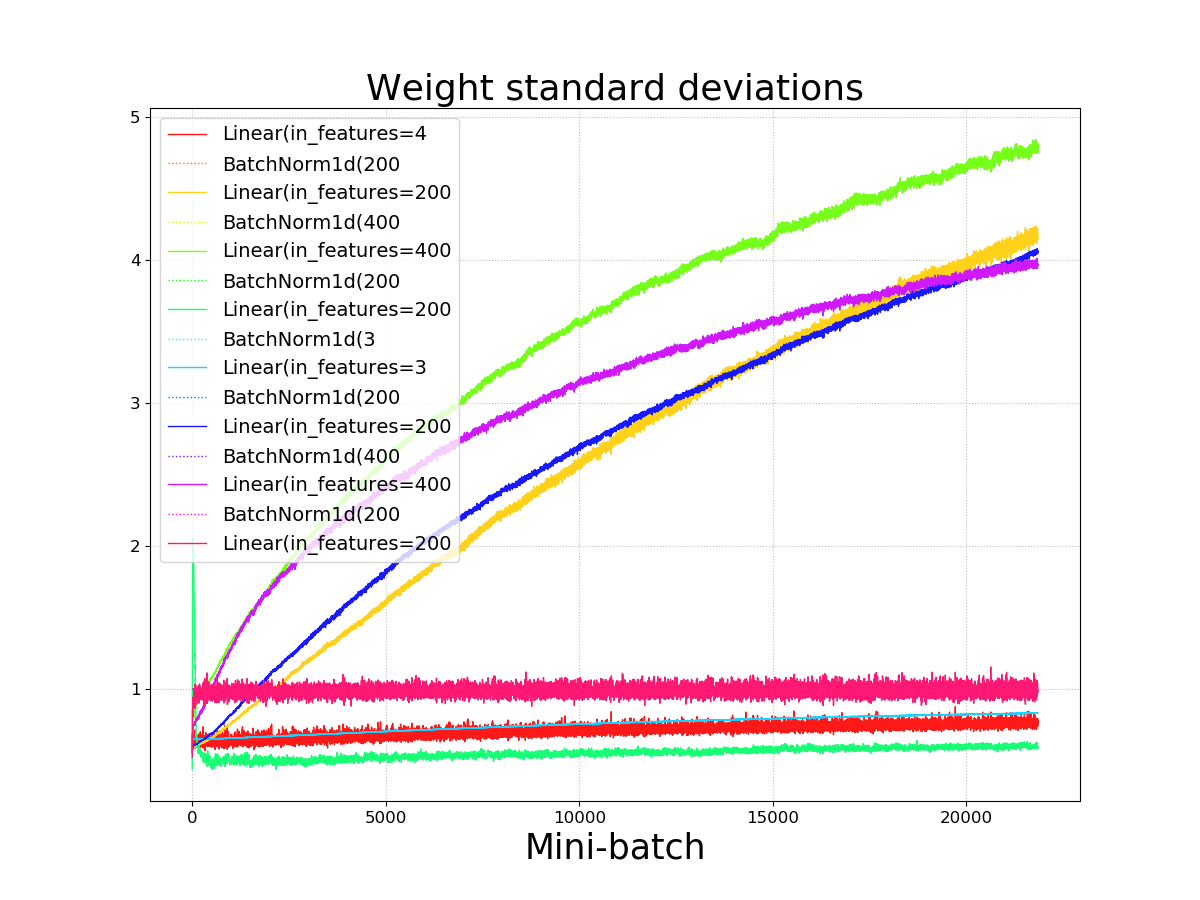 Weight standard deviations
5
4
3
2
1
Linear(in_features=4
BatchNorm1d(200
Linear(in_features=200
BatchNorm1d(400
Linear(in_features=400
BatchNorm1d(200
Linear(in_features=200
BatchNorm1d(3
Linear(in_features=3
BatchNorm1d(200
Linear(in_features=200
BatchNorm1d(400
Linear(in_features=400
BatchNorm1d(200
Linear(in_features=200
0 5000 10000 15000 20000
Mini-batch